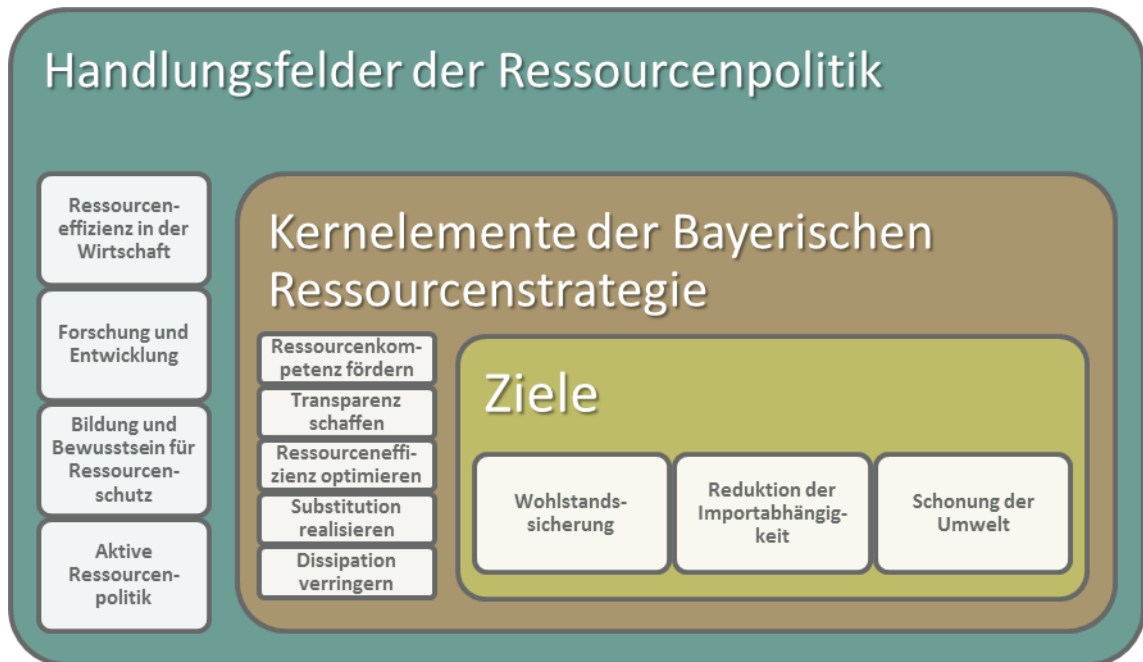 Handlungsfelder der Ressourcenpolitik
Ressourcen-
effizienz in der
Wirtschaft
Forschung und
Entwicklung
Bildung und
Bewusstsein für
Ressourcen-
schutz
Aktive
Ressourcen-
politik
Kernelemente der Bayerischen
Ressourcenstrategie
Ressourcenkom-
petenz fördern
Transparenz
schaffen
Ressourceneffi-
zienz optimieren
Substitution
realisieren
Dissipation
verringern
Ziele
Wohlstands-
sicherung
Reduktion der
Importabhängig-
keit
Schonung der
Umwelt